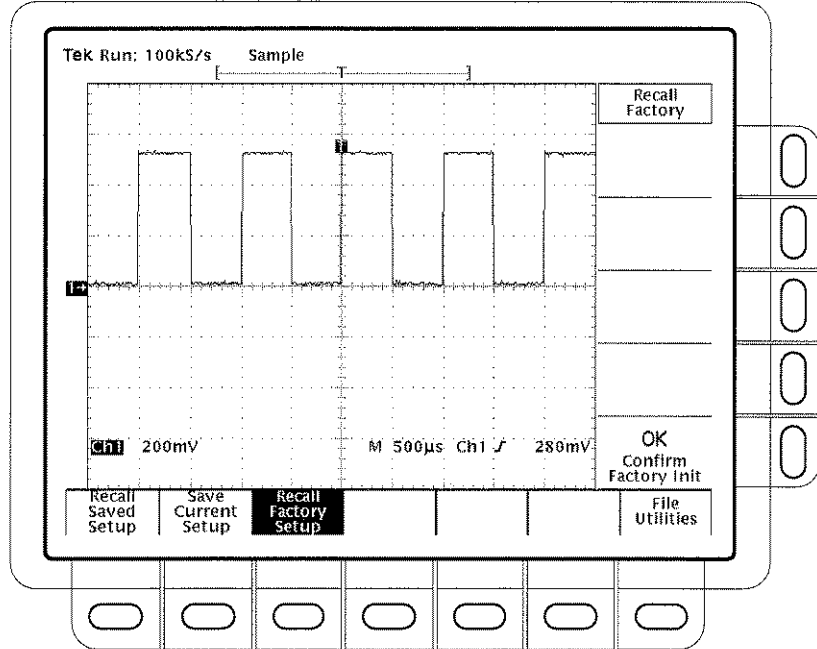 Tek Run: 100kS/s Sample
T
Recall
Factory
T
1→
Ch1 200mV M 500µs Ch1 280mV
OK
Confirm
Factory Init
Recall
Saved
Setup
Save
Current
Setup
Recall
Factory
Setup
File
Utilities